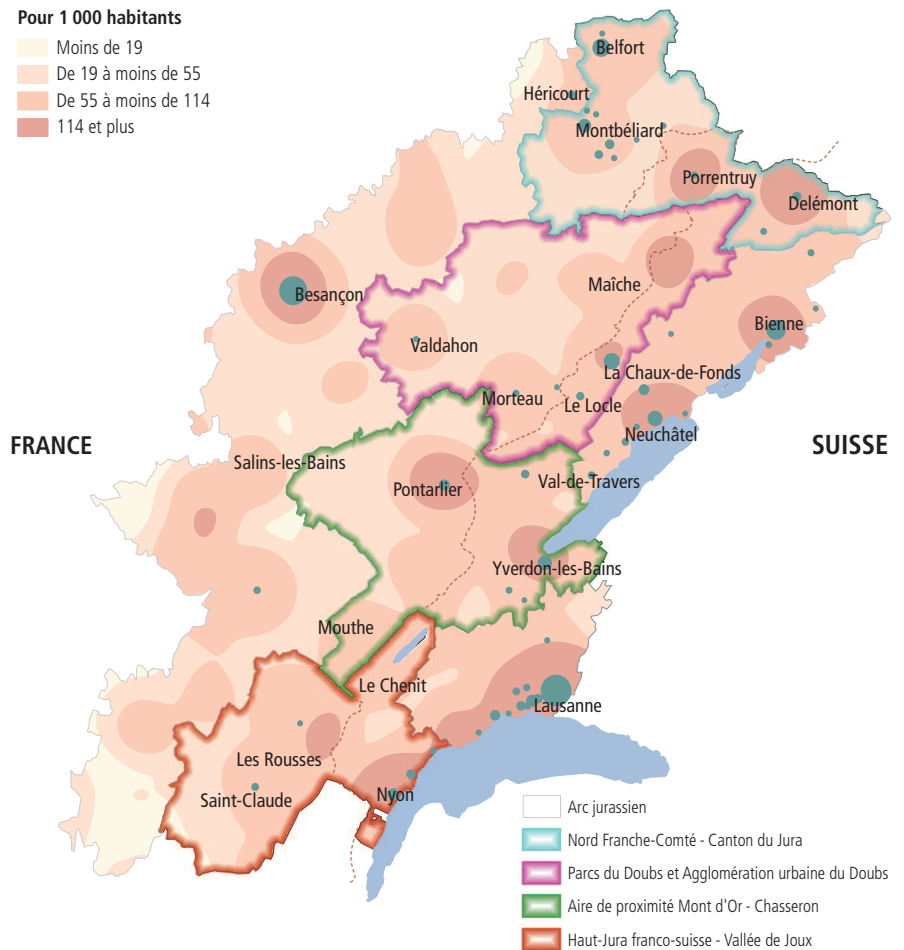 Pour 1 000 habitants
Moins de 19
De 19 à moins de 55
De 55 à moins de 114
114 et plus
Belfort
Héricourt
Montbéliard
Porrentruy
Delémont
Maîche
Besançon
Bienne
Valdahon
La Chaux-de-Fonds
Morteau
Le Locle
Neuchâtel
FRANCE
SUISSE
Salins-les-Bains
Val-de-Travers
Pontarlier
Yverdon-les-Bains
Mouthe
Le Chenit
Lausanne
Les Rousses
Saint-Claude
Nyon
Arc jurassien
Nord Franche-Comté - Canton du Jura
Parcs du Doubs et Agglomération urbaine du Doubs
Aire de proximité Mont d'Or - Chasseron
Haut-Jura franco-suisse - Vallée de Joux